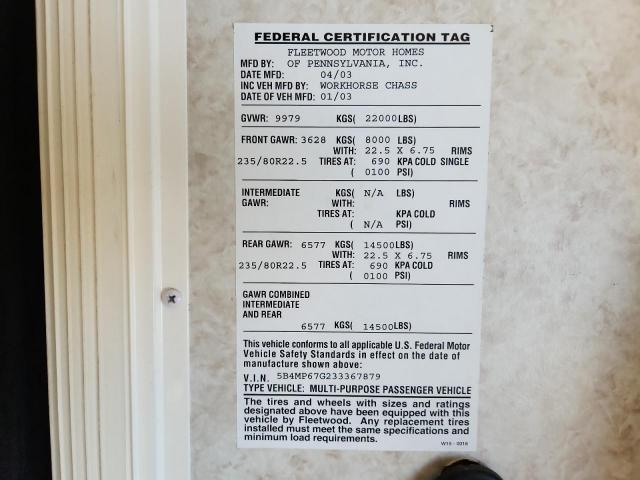 FEDERAL CERTIFICATION TAG
FLEETWOOD MOTOR HOMES
MFD BY: OF PENNSYLVANIA, INC.
DATE MFD: 04/03
INC VEH MFD BY: WORKHORSE CHASS
DATE OF VEH MFD: 01/03
GVWR: 9979 KGS( 22000LBS)
FRONT GAWR: 3628 KGS( 8000 LBS)
WITH: 22.5 X 6.75 RIMS
235/80R22.5 TIRES AT: 690 KPA COLD SINGLE
( 0100 PSI)
INTERMEDIATE KGS( N/A LBS)
GAWR: WITH: RIMS
TIRES AT: KPA COLD
( N/A PSI)
REAR GAWR: 6577 KGS( 14500LBS)
WITH: 22.5 X 6.75 RIMS
235/80R22.5 TIRES AT: 690 KPA COLD
( 0100 PSI)
GAWR COMBINED
INTERMEDIATE
AND REAR
6577 KGS( 14500LBS)
This vehicle conforms to all applicable U.S. Federal Motor
Vehicle Safety Standards in effect on the date of
manufacture shown above:
V.I.N. 5B4MP67G233367879
TYPE VEHICLE: MULTI-PURPOSE PASSENGER VEHICLE
The tires and wheels with sizes and ratings
designated above have been equipped with this
vehicle by Fleetwood. Any replacement tires
installed must meet the same specifications and
minimum load requirements.
W15 - 0016